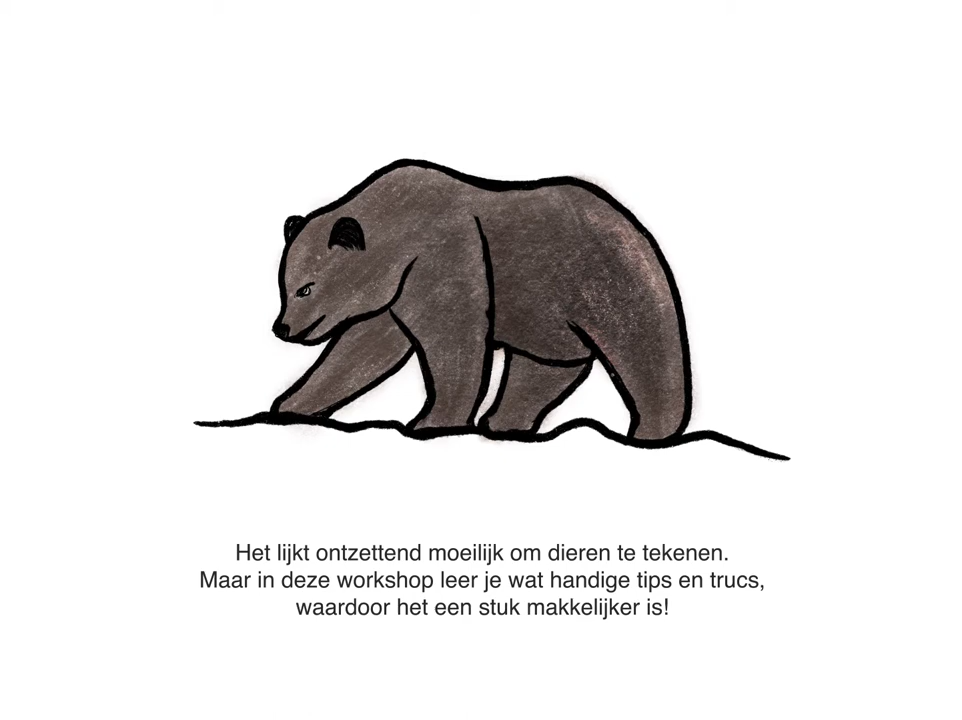 Het lijkt ontzettend moeilijk om dieren te tekenen.
Maar in deze workshop leer je wat handige tips en trucs,
waardoor het een stuk makkelijker is!